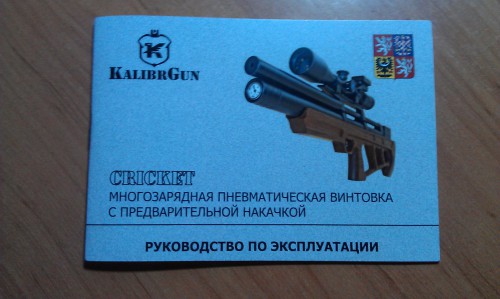 K
KALIBRGUN
CRICKET
МНОГОЗАРЯДНАЯ ПНЕВМАТИЧЕСКАЯ ВИНТОВКА
С ПРЕДВАРИТЕЛЬНОЙ НАКАЧКОЙ
РУКОВОДСТВО ПО ЭКСПЛУАТАЦИИ